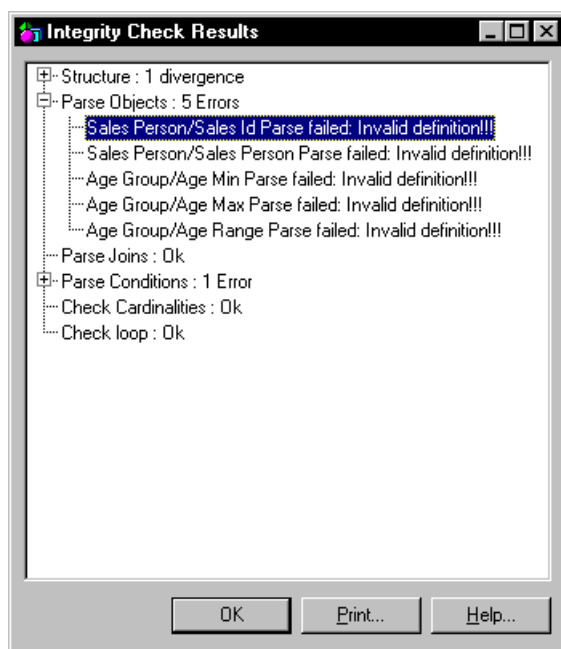 Integrity Check Results
Structure : 1 divergence
Parse Objects : 5 Errors
Sales Person/Sales Id Parse failed: Invalid definition!!!
Sales Person/Sales Person Parse failed: Invalid definition!!!
Age Group/Age Min Parse failed: Invalid definition!!!
Age Group/Age Max Parse failed: Invalid definition!!!
Age Group/Age Range Parse failed: Invalid definition!!!
Parse Joins : Ok
Parse Conditions : 1 Error
Check Cardinalities : Ok
Check loop : Ok
OK Print... Help...